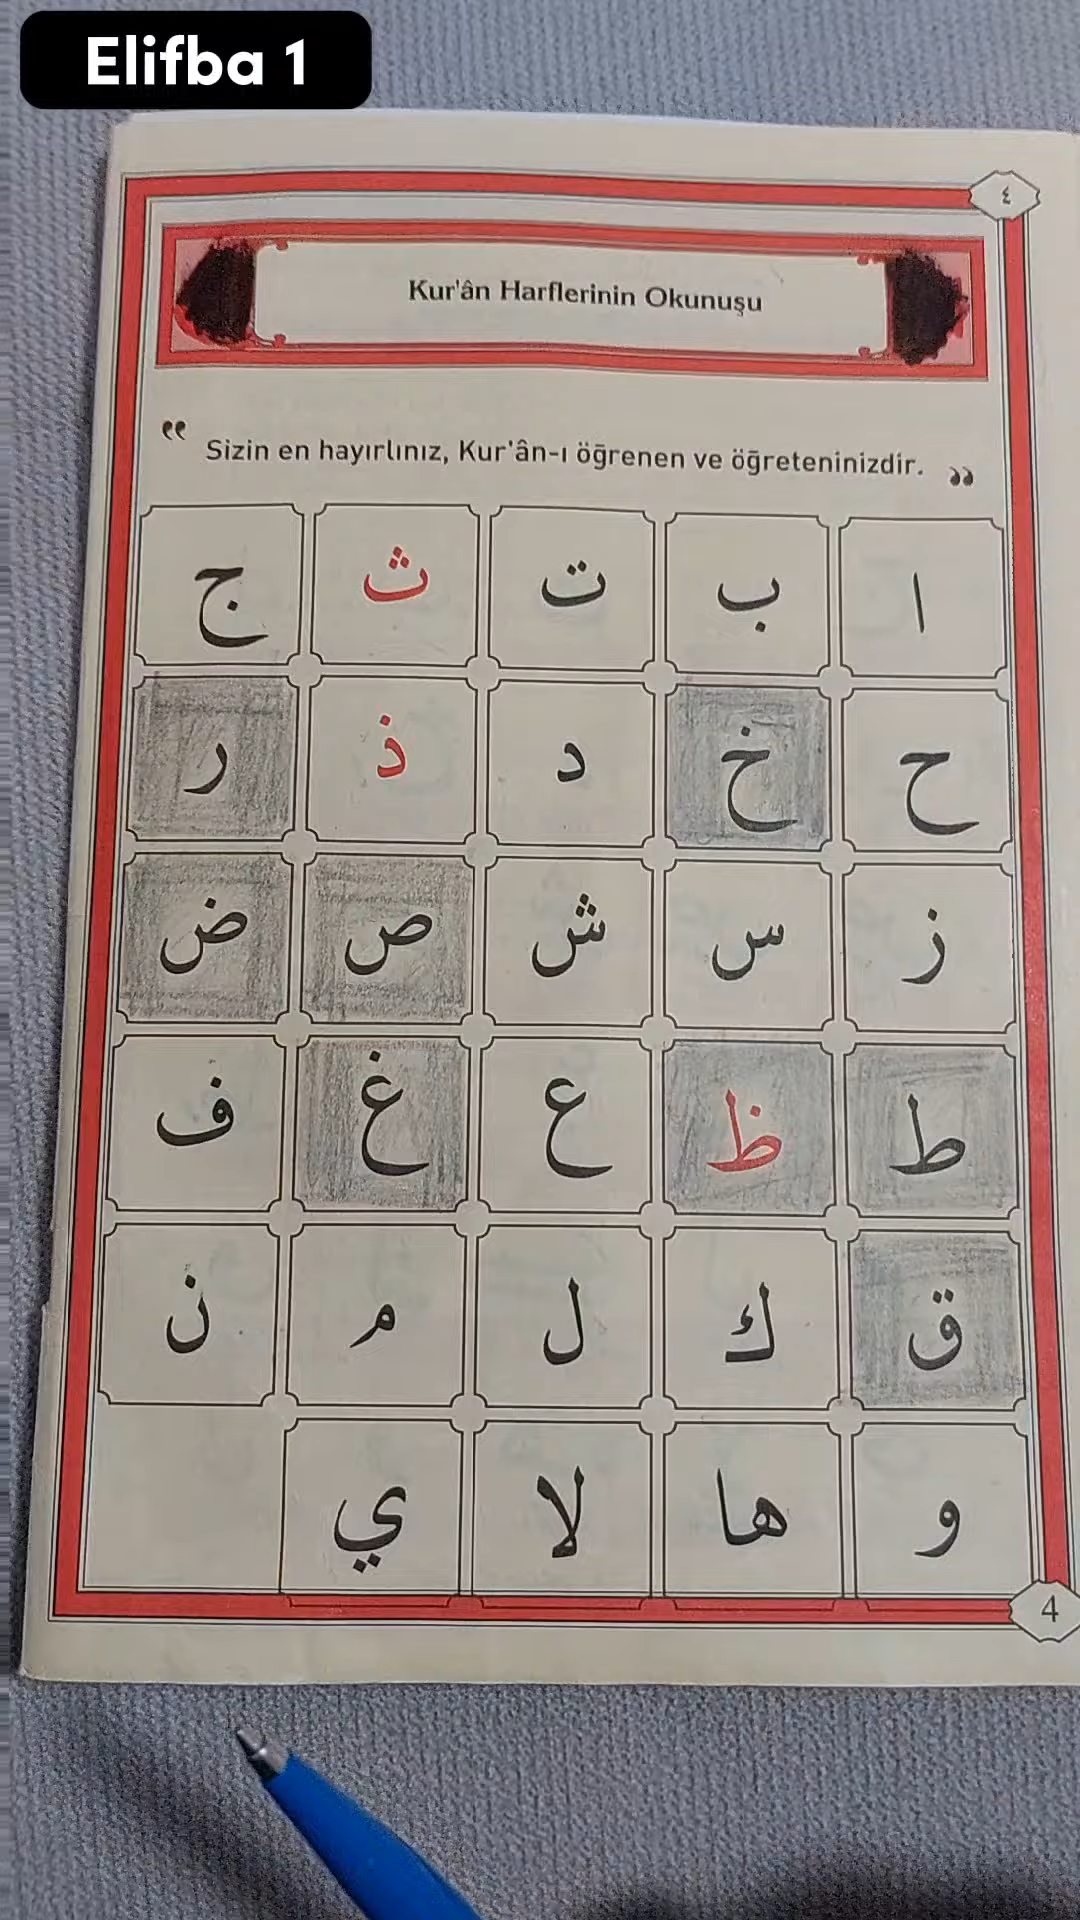 Elifba 1
٤
Kur'ân Harflerinin Okunuşu
“ Sizin en hayırlınız, Kur'ân-ı öğrenen ve öğreteninizdir. ”
ا ب ت ث ج
ح خ د ذ ر
ز س ش ص ض
ط ظ ع غ ف
ق ك ل م ن
و ها لا ي
4